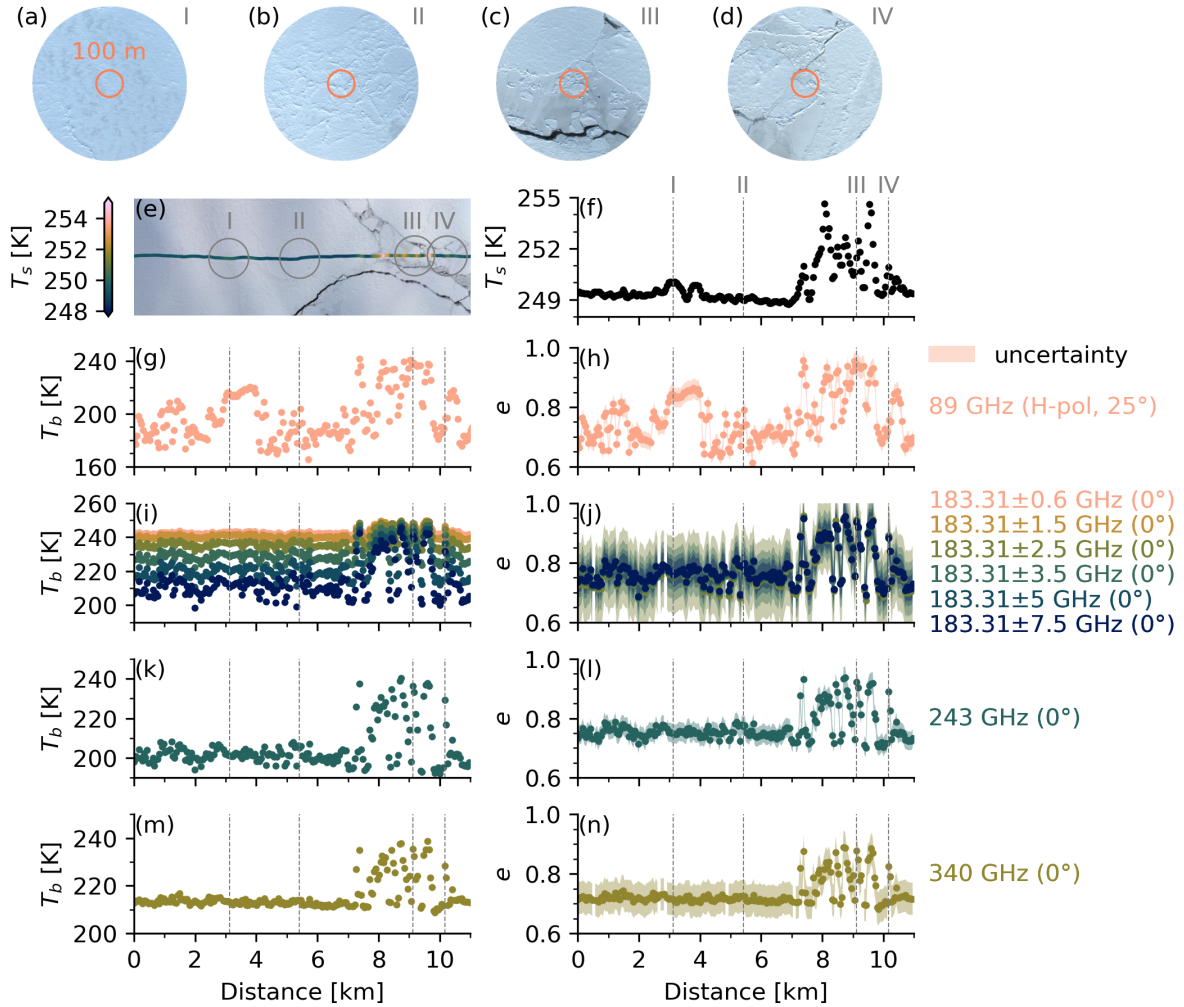 (a) I (b) II (c) III (d) IV
100 m
I II III IV
254
252
250
248
T_s [K]
(e)
I II III IV
(f)
255
252
249
T_s [K]
(g)
240
200
160
T_b [K]
(h)
1.0
0.8
0.6
e
uncertainty
89 GHz (H-pol, 25°)
(i)
260
240
220
200
T_b [K]
(j)
1.0
0.8
0.6
e
183.31±0.6 GHz (0°)
183.31±1.5 GHz (0°)
183.31±2.5 GHz (0°)
183.31±3.5 GHz (0°)
183.31±5 GHz (0°)
183.31±7.5 GHz (0°)
(k)
240
220
200
T_b [K]
(l)
1.0
0.8
0.6
e
243 GHz (0°)
(m)
240
220
200
T_b [K]
0 2 4 6 8 10
Distance [km]
(n)
1.0
0.8
0.6
e
0 2 4 6 8 10
Distance [km]
340 GHz (0°)